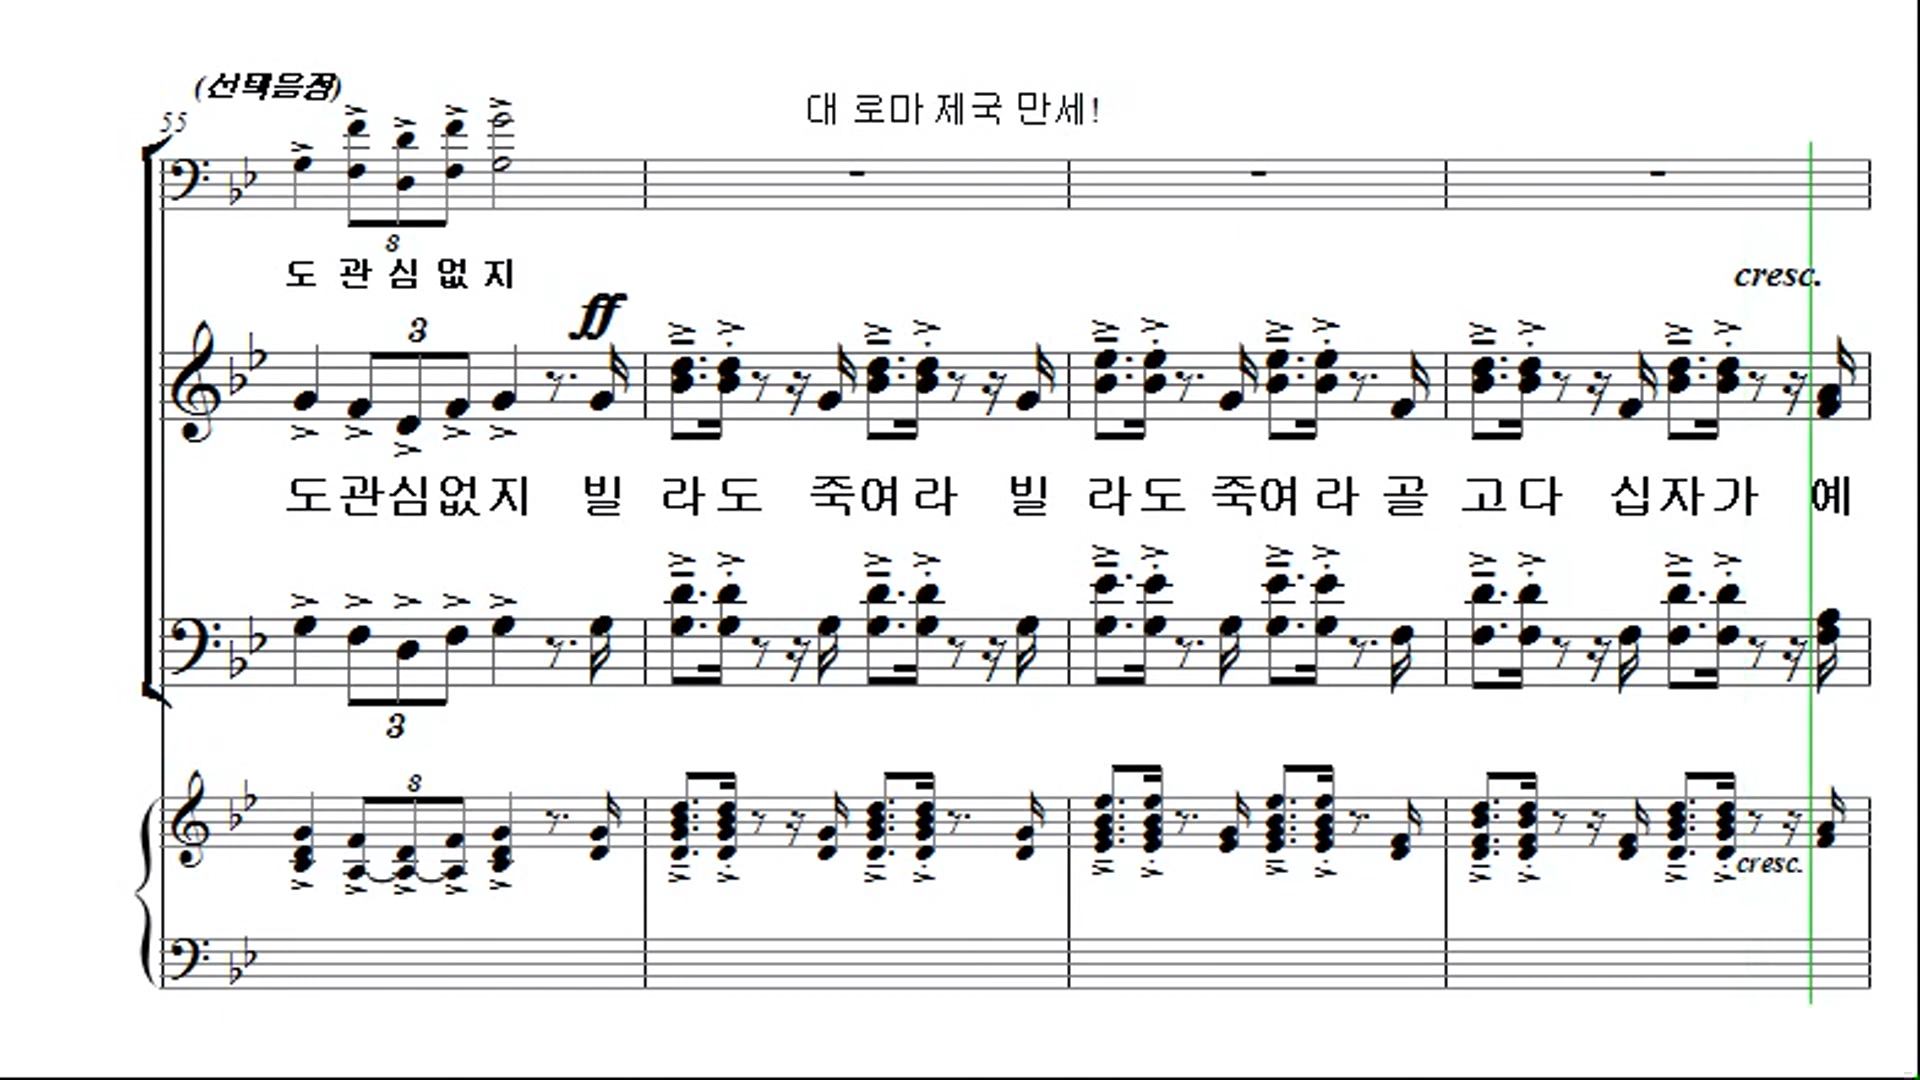 (선택음정)
55
대 로마 제국 만세!
8
도 관 심 없 지
cresc.
ff
3
도관심없지 빌 라도 죽여라 빌 라도 죽여라 골 고다 십자가 예
3
8
cresc.